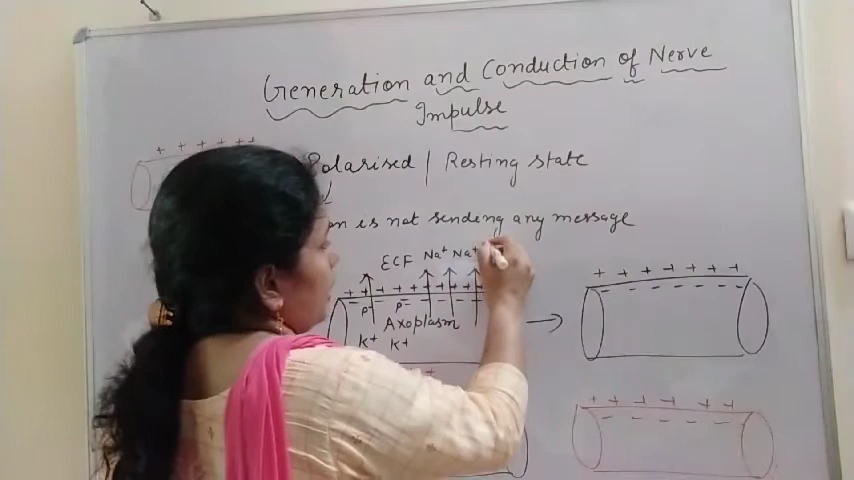 Generation and Conduction of Nerve
Impulse
Polarised | Resting state
is not sending any message
ECF Na+ Na+
+ + + + + + + + +
P- P-
Axoplasm
K+ K+
+ + + + + +
+ + + + + + +
- - - - - - -
+ + + + + +
- - - - - -